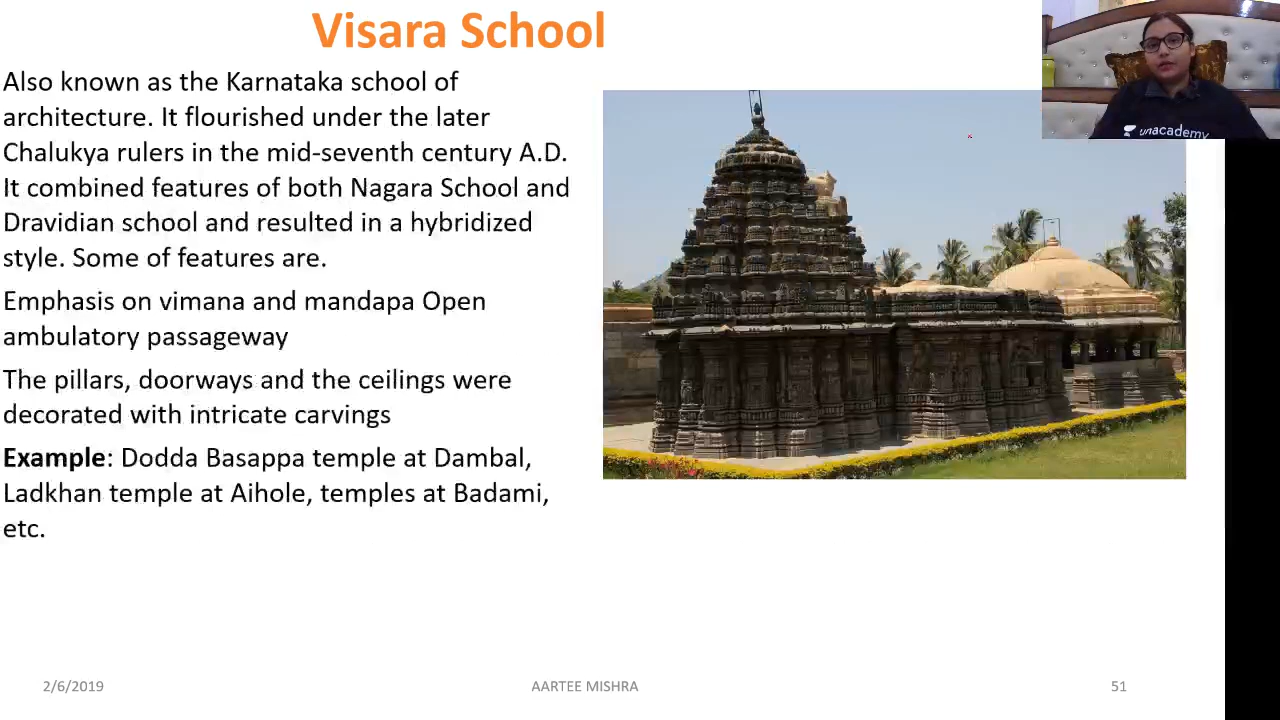 Visara School
Also known as the Karnataka school of
architecture. It flourished under the later
Chalukya rulers in the mid-seventh century A.D.
It combined features of both Nagara School and
Dravidian school and resulted in a hybridized
style. Some of features are.
Emphasis on vimana and mandapa Open
ambulatory passageway
The pillars, doorways and the ceilings were
decorated with intricate carvings
Example: Dodda Basappa temple at Dambal,
Ladkhan temple at Aihole, temples at Badami,
etc.
unacademy
2/6/2019
AARTEE MISHRA
51